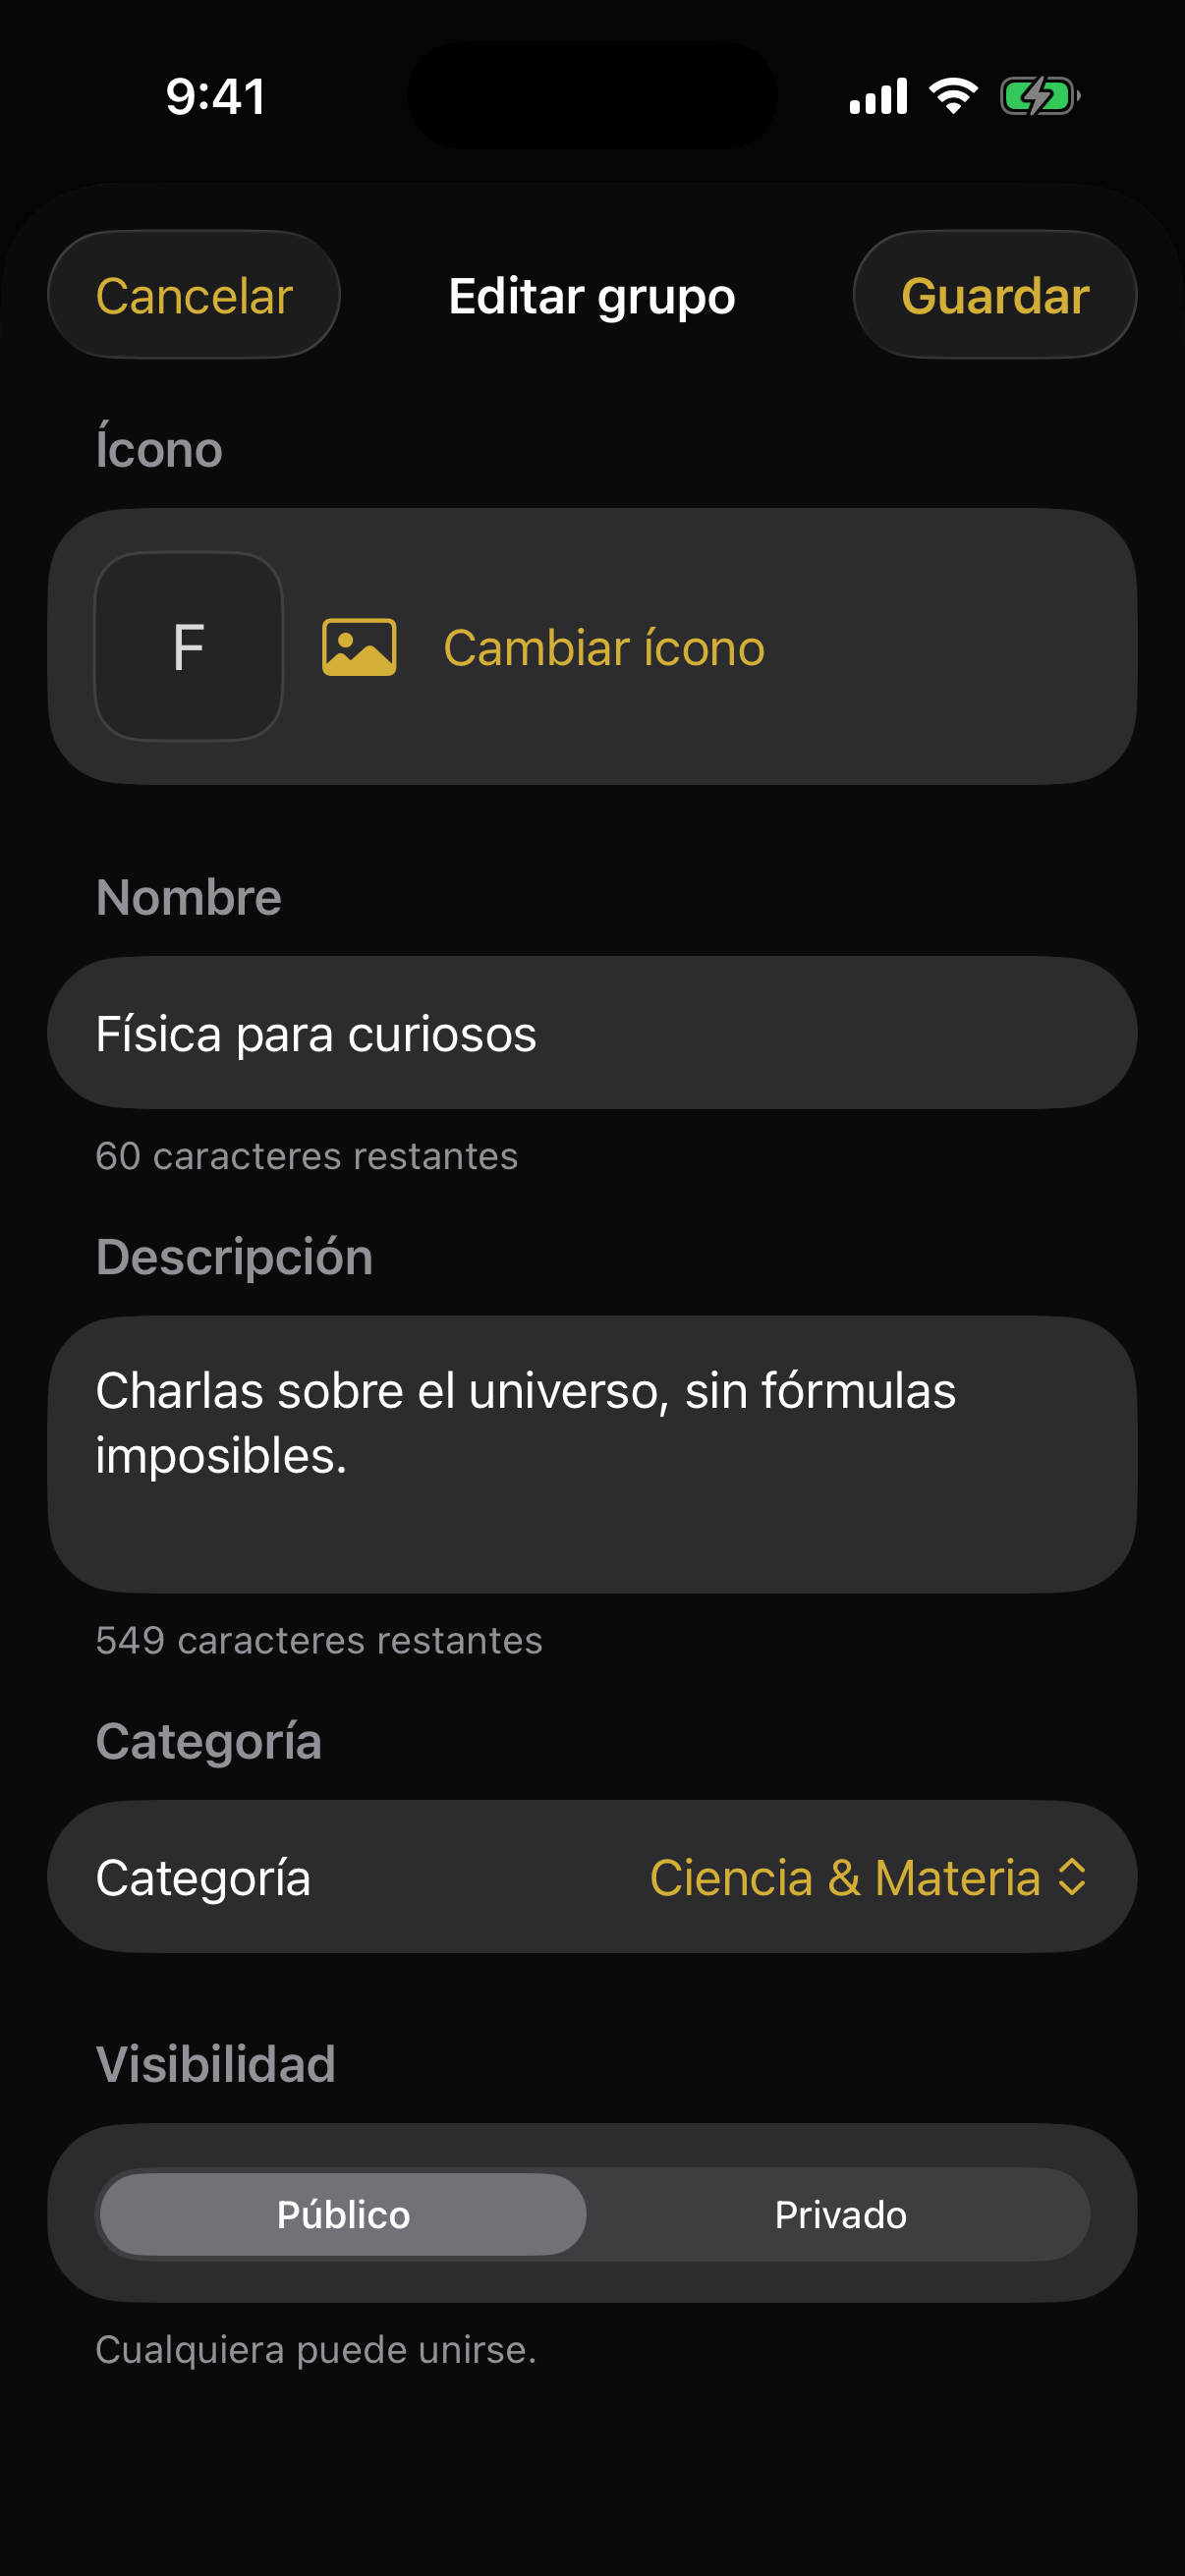 9:41
Cancelar
Editar grupo
Guardar
Ícono
F
Cambiar ícono
Nombre
Física para curiosos
60 caracteres restantes
Descripción
Charlas sobre el universo, sin fórmulas
imposibles.
549 caracteres restantes
Categoría
Categoría
Ciencia & Materia
Visibilidad
Público
Privado
Cualquiera puede unirse.